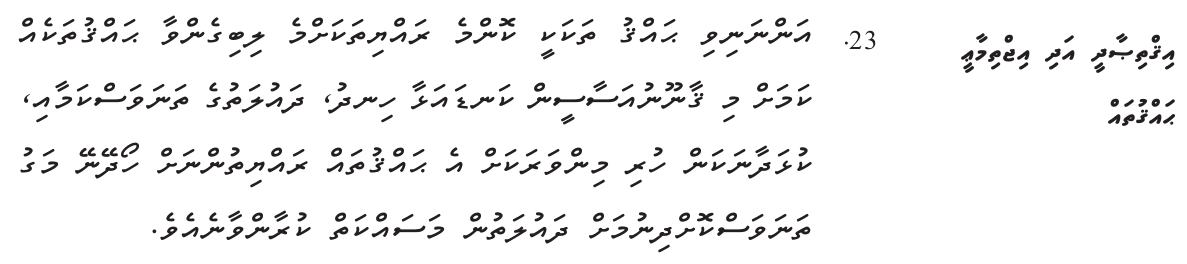 އިޤްތިޞާދީ އަދި އިޖްތިމާޢީ
ޙައްޤުތައް
23. އަންނަނިވި ޙައްޤު ތަކަކީ ކޮންމެ ރައްޔިތަކަށްމެ ލިބިގެންވާ ޙައްޤުތަކެއް
ކަމަށް މި ޤާނޫނުއަސާސީން ކަނޑައަޅާ ހިނދު، ދައުލަތުގެ ތަނަވަސްކަމާއި،
ކުޅަދާނަކަން ހުރި މިންވަރަކަށް އެ ޙައްޤުތައް ރައްޔިތުންނަށް ހޯދޭނޭ މަގު
ތަނަވަސްކޮށްދިނުމަށް ދައުލަތުން މަސައްކަތް ކުރާންވާނެއެވެ.